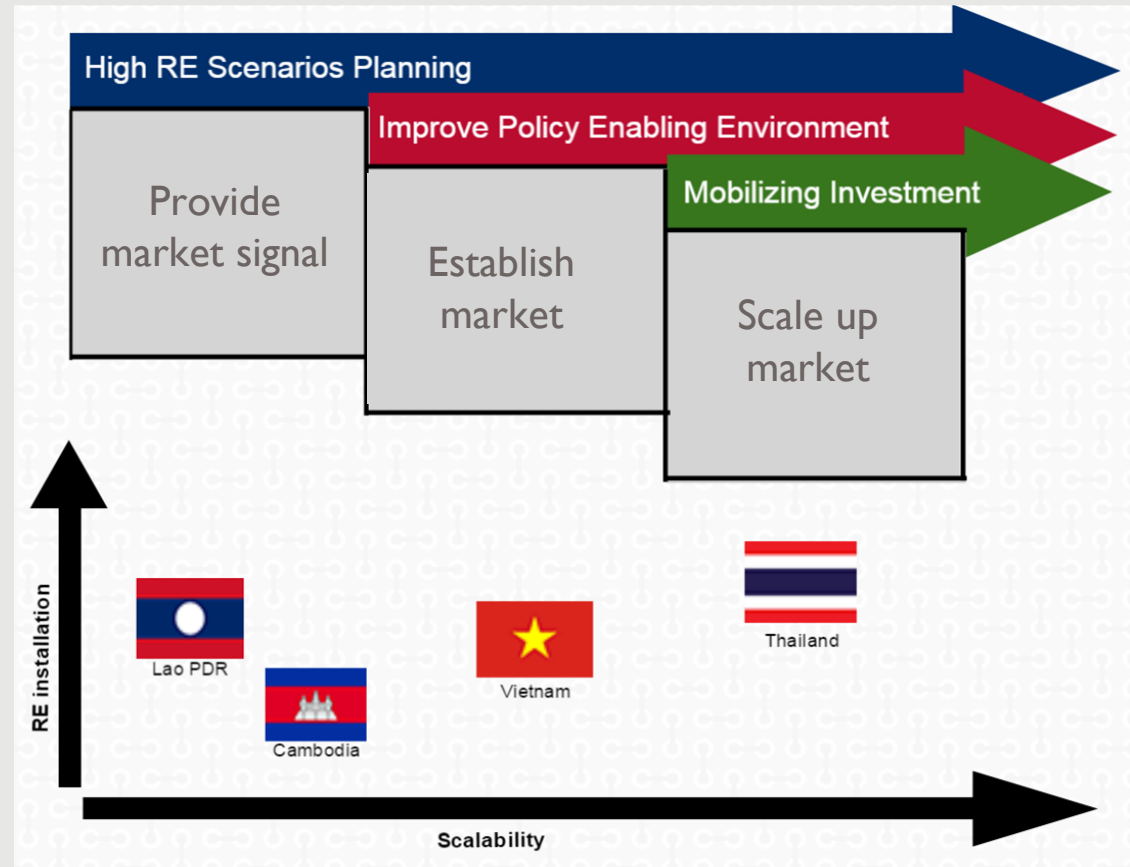 High RE Scenarios Planning
Improve Policy Enabling Environment
Mobilizing Investment
Provide
market signal
Establish
market
Scale up
market
RE installation
Lao PDR
Cambodia
Vietnam
Thailand
Scalability